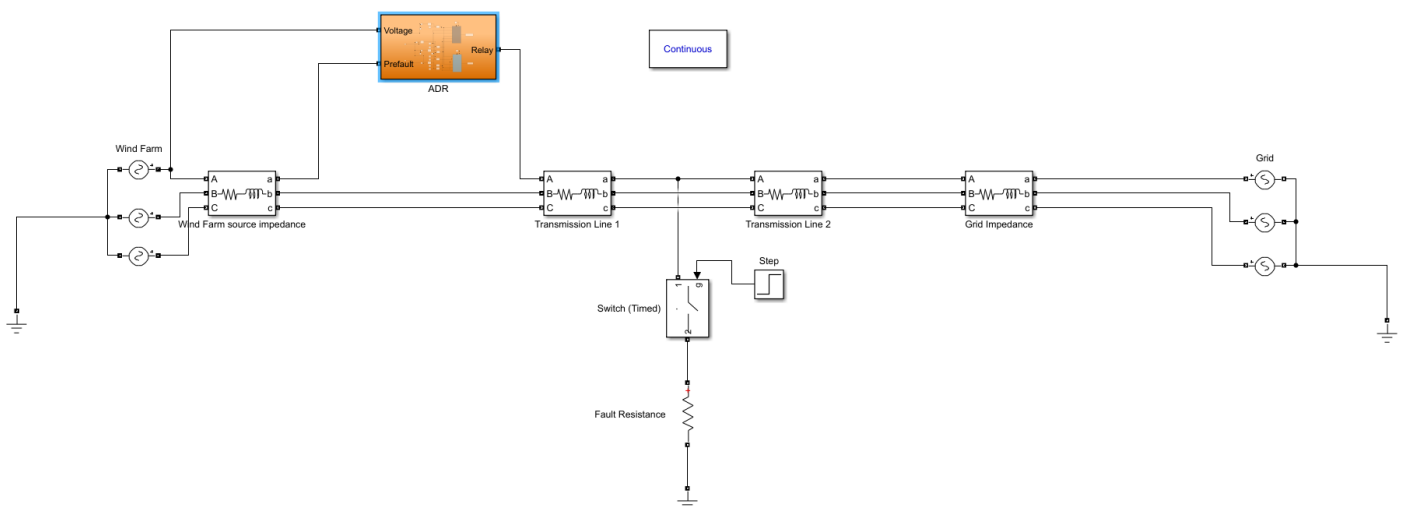 Voltage
Relay
Prefault
ADR
Continuous
Wind Farm
Grid
A a
B b
C c
Wind Farm source impedance
A a
B b
C c
Transmission Line 1
A a
B b
C c
Transmission Line 2
A a
B b
C c
Grid Impedance
Step
1 g
Switch (Timed)
2
+
Fault Resistance